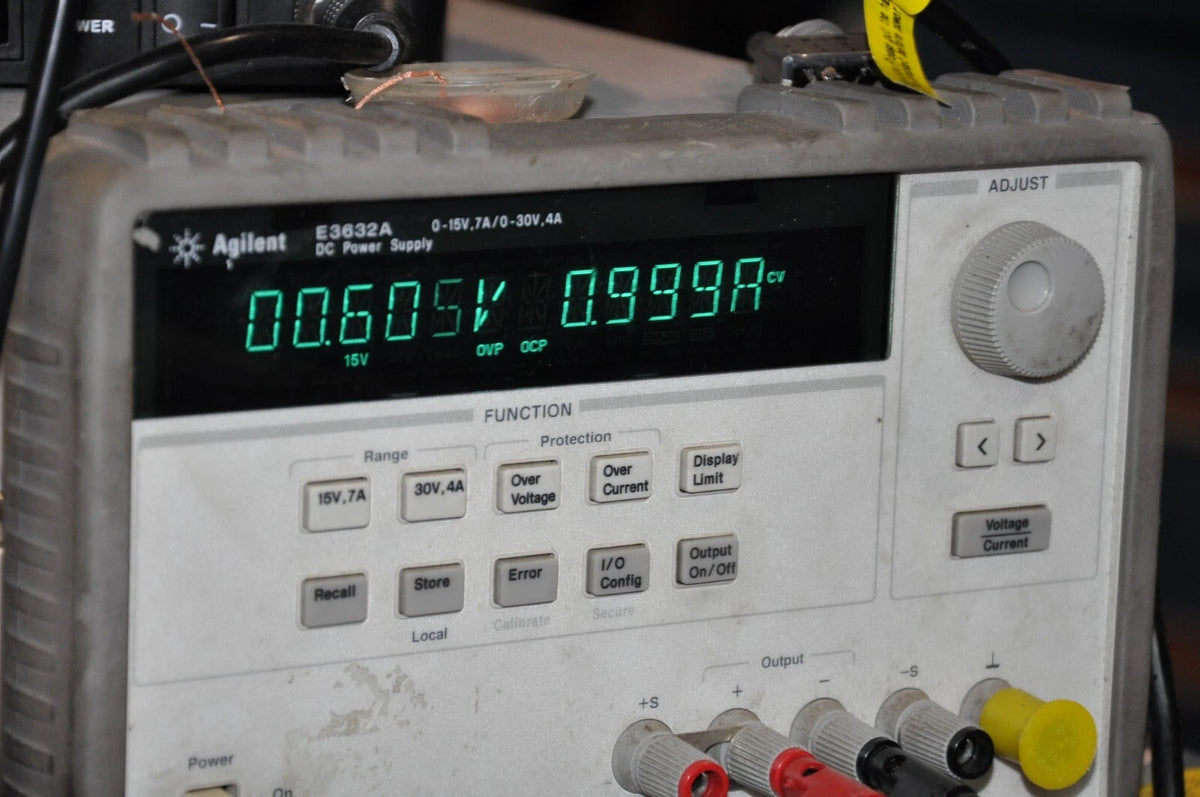 WER
Agilent
E3632A
DC Power Supply
0-15V,7A/0-30V,4A
00.605V 0.999A CV
15V OVP OCP
ADJUST
FUNCTION
Range
Protection
15V,7A
30V,4A
Over
Voltage
Over
Current
Display
Limit
<
>
Voltage
Current
Recall
Store
Error
I/O
Config
Output
On/Off
Local
Calibrate
Secure
Output
+S
+
−
−S
Power
On